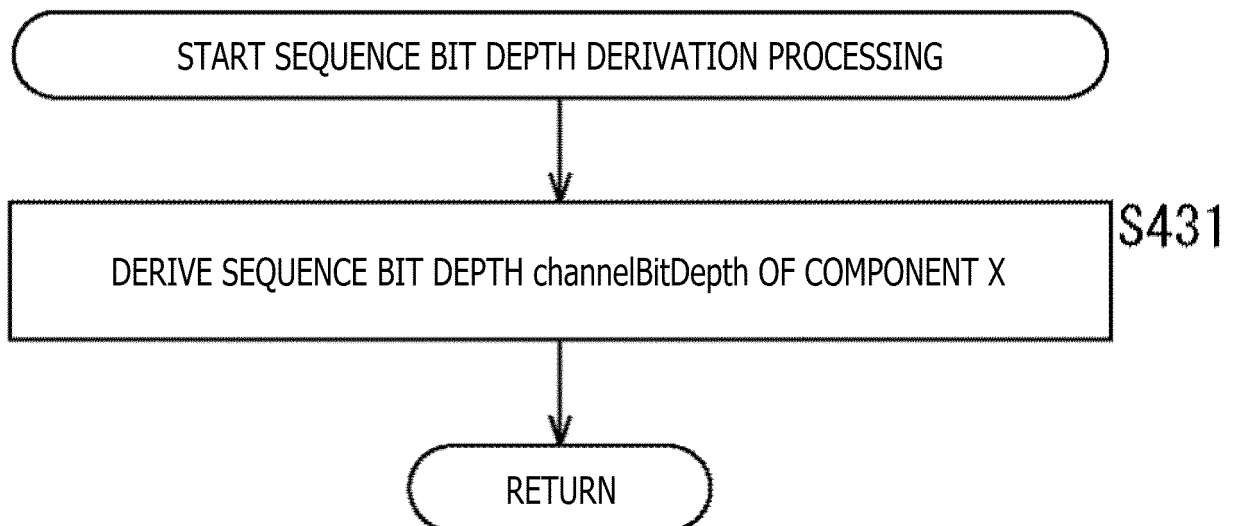 START SEQUENCE BIT DEPTH DERIVATION PROCESSING
S431
DERIVE SEQUENCE BIT DEPTH channelBitDepth OF COMPONENT X
RETURN